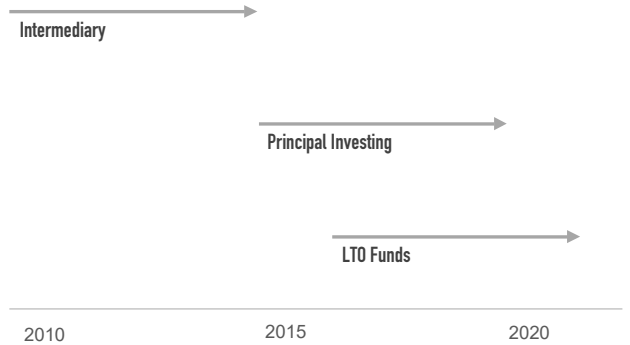 Intermediary
Principal Investing
LTO Funds
2010
2015
2020